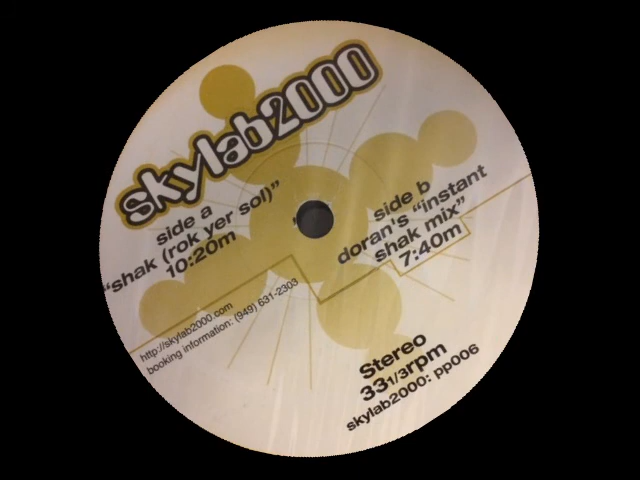 skylab2000
side a
"shak (rok yer sol)"
10:20m
side b
doran's "instant
shak mix"
7:40m
http://skylab2000.com
booking information: (949) 631-2303
Stereo
33 1/3rpm
skylab2000: pp006